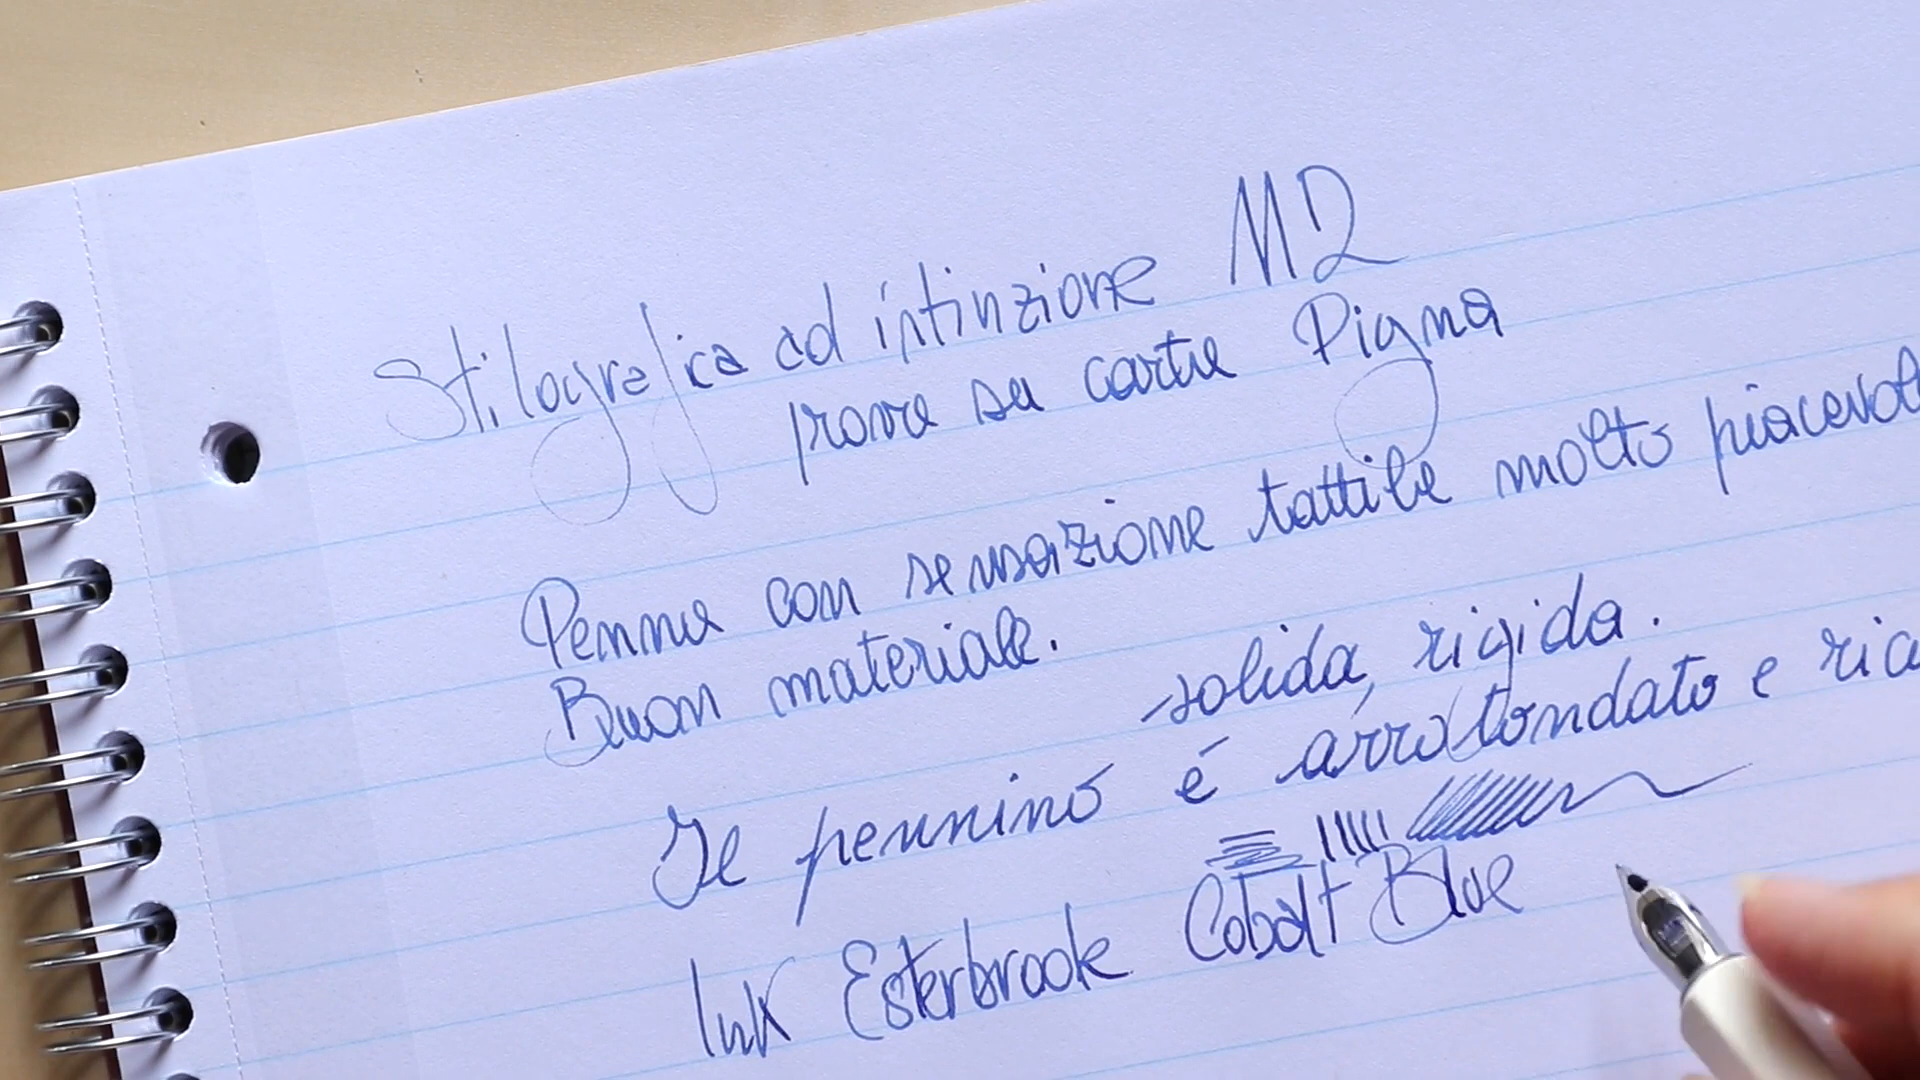 Stilografica ad intinzione M2
prova su carta Pigna
Penna con sensazione tattile molto piacevol
Buon materiale.
solida, rigida.
Il pennino é arrotondato e ric
Ink Esterbrook Cobalt Blue